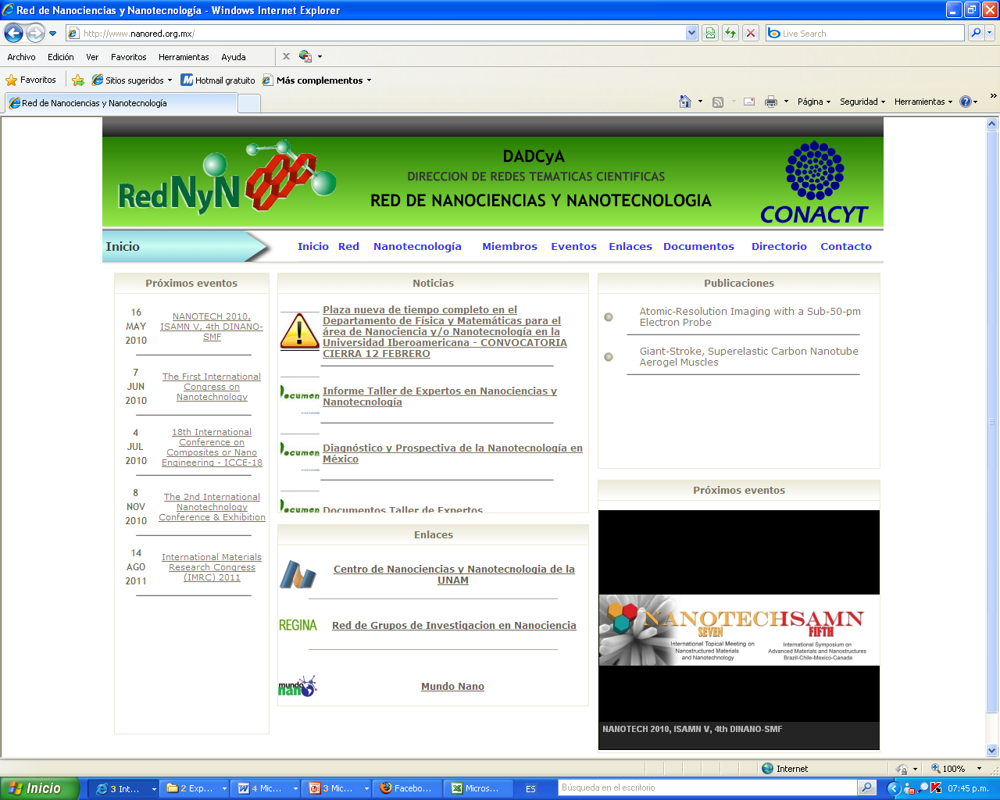 Red de Nanociencias y Nanotecnología - Windows Internet Explorer
http://www.nanored.org.mx/
Live Search
Archivo Edición Ver Favoritos Herramientas Ayuda
Favoritos Sitios sugeridos Hotmail gratuito Más complementos
Red de Nanociencias y Nanotecnología
Página Seguridad Herramientas
RedNyN
DADCyA
DIRECCION DE REDES TEMATICAS CIENTIFICAS
RED DE NANOCIENCIAS Y NANOTECNOLOGIA
CONACYT
Inicio
Inicio Red Nanotecnología Miembros Eventos Enlaces Documentos Directorio Contacto
Próximos eventos
16
MAY
2010
NANOTECH 2010,
ISAMN V, 4th DINANO-
SMF
7
JUN
2010
The First International
Congress on
Nanotechnology
4
JUL
2010
18th International
Conference on
Composites or Nano
Engineering - ICCE-18
8
NOV
2010
The 2nd International
Nanotechnology
Conference & Exhibition
14
AGO
2011
International Materials
Research Congress
(IMRC) 2011
Noticias
Plaza nueva de tiempo completo en el
Departamento de Física y Matemáticas para el
área de Nanociencia y/o Nanotecnología en la
Universidad Iberoamericana - CONVOCATORIA
CIERRA 12 FEBRERO
Documen
Informe Taller de Expertos en Nanociencias y
Nanotecnología
Documen
Diagnóstico y Prospectiva de la Nanotecnología en
México
Documen
Documentos Taller de Expertos
Enlaces
Centro de Nanociencias y Nanotecnologia de la
UNAM
REGINA
Red de Grupos de Investigacion en Nanociencia
mundo
nano
Mundo Nano
Publicaciones
Atomic-Resolution Imaging with a Sub-50-pm
Electron Probe
Giant-Stroke, Superelastic Carbon Nanotube
Aerogel Muscles
Próximos eventos
NANOTECH ISAMN
SEVEN FIFTH
International Topical Meeting on
Nanostructured Materials
and Nanotechnology
International Symposium on
Advanced Materials and Nanostructures
Brazil-Chile-Mexico-Canada
NANOTECH 2010, ISAMN V, 4th DINANO-SMF
Internet
100%
Inicio
3 Int...
2 Exp...
4 Mic...
3 Mic...
Facebo...
Micros...
ES
Búsqueda en el escritorio
07:45 p.m.